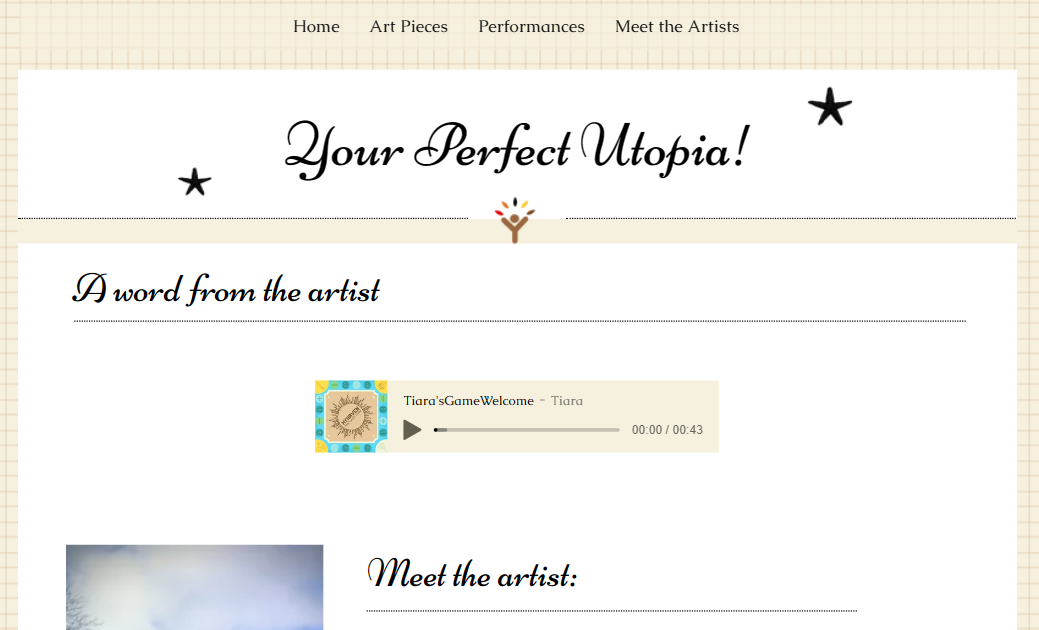 Home Art Pieces Performances Meet the Artists
Your Perfect Utopia!
A word from the artist
Tiara'sGameWelcome - Tiara
00:00 / 00:43
Meet the artist: